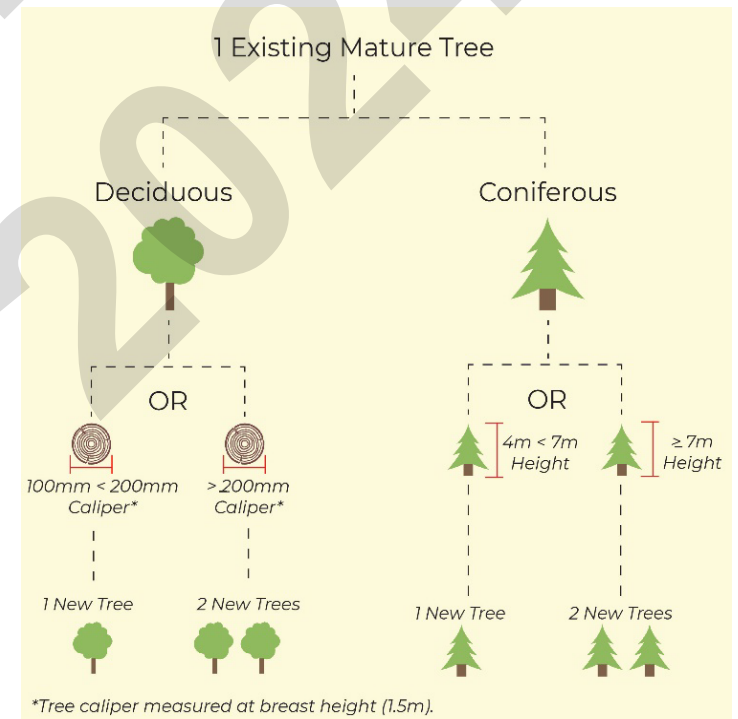 1 Existing Mature Tree
Deciduous
Coniferous
OR
OR
100mm < 200mm
Caliper*
≥200mm
Caliper*
4m < 7m
Height
≥7m
Height
1 New Tree
2 New Trees
1 New Tree
2 New Trees
*Tree caliper measured at breast height (1.5m).
202